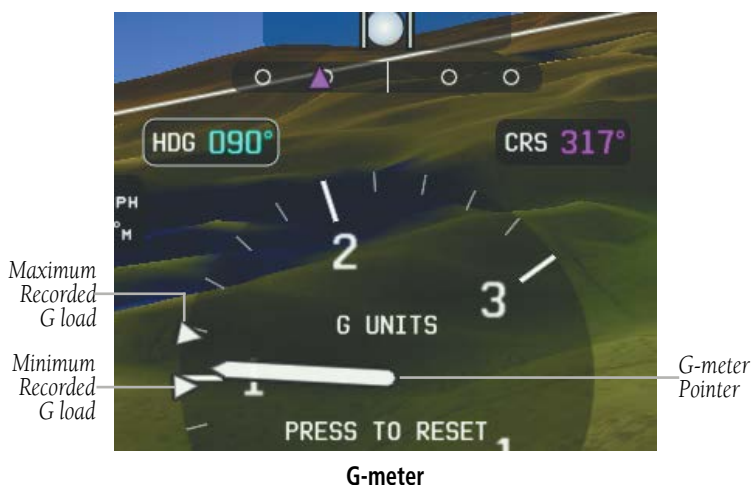 HDG 090°
CRS 317°
PH
°M
2
3
Maximum
Recorded
G load
G UNITS
Minimum
Recorded
G load
1
G-meter
Pointer
PRESS TO RESET
1
G-meter